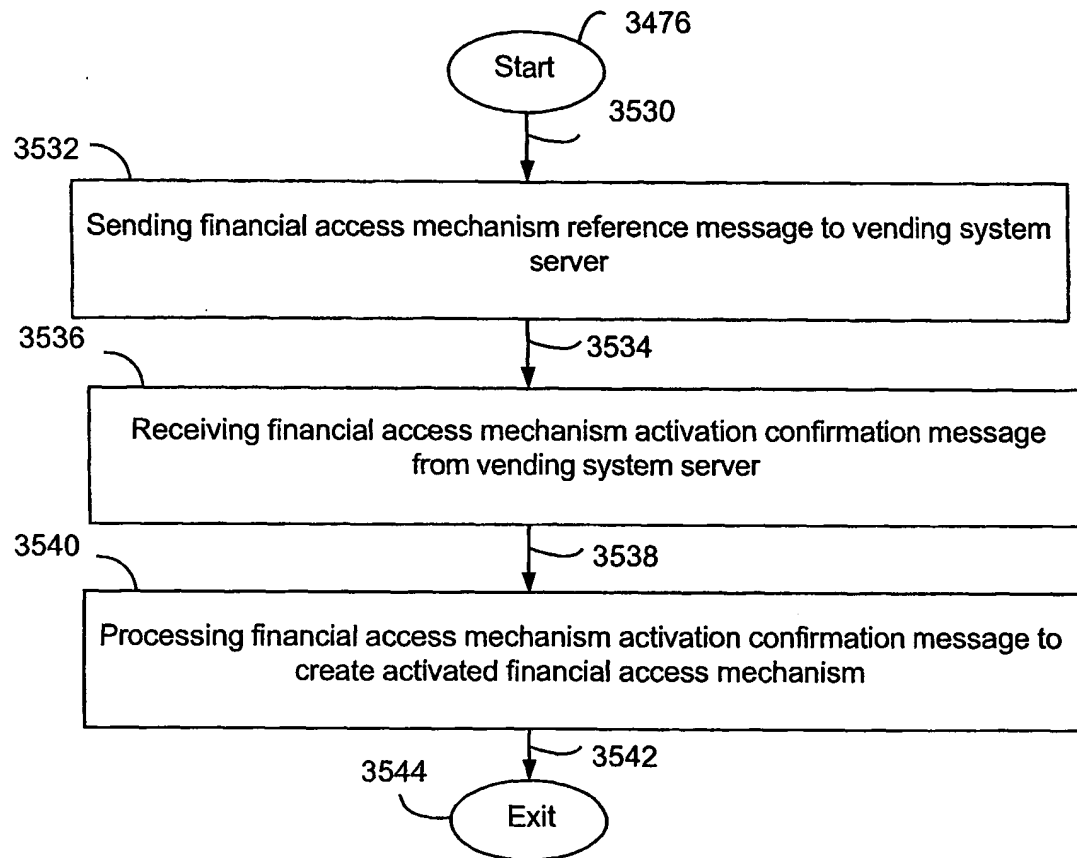 3476
Start
3530
3532
Sending financial access mechanism reference message to vending system
server
3534
3536
Receiving financial access mechanism activation confirmation message
from vending system server
3538
3540
Processing financial access mechanism activation confirmation message to
create activated financial access mechanism
3542
3544
Exit